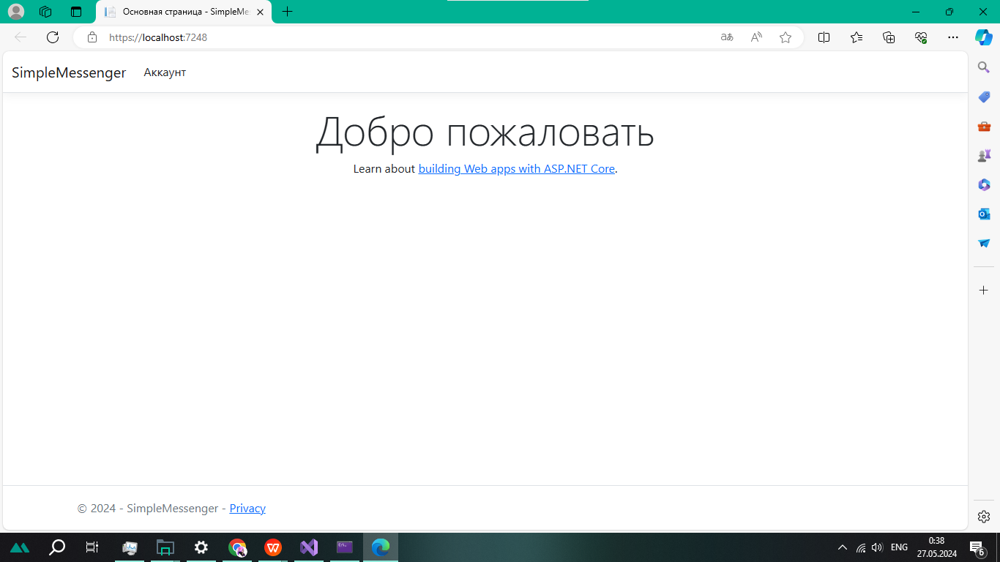 Основная страница - SimpleMe
https://localhost:7248
SimpleMessenger Аккаунт
Добро пожаловать
Learn about building Web apps with ASP.NET Core.
© 2024 - SimpleMessenger - Privacy
ENG
0:38
27.05.2024
6